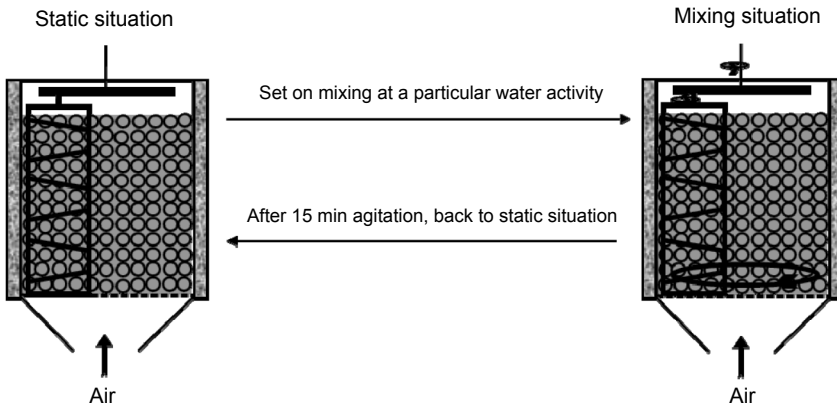 Static situation
Mixing situation
Set on mixing at a particular water activity
After 15 min agitation, back to static situation
Air
Air